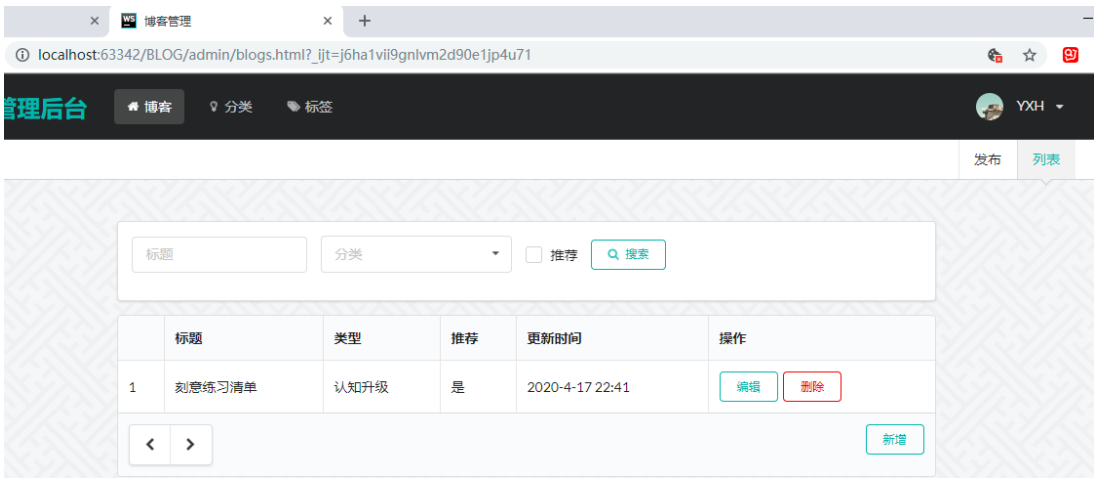 WS 博客管理
localhost:63342/BLOG/admin/blogs.html?_ijt=j6ha1vii9gnlvm2d90e1jp4u71
管理后台 博客 分类 标签 YXH
发布 列表
标题 分类 推荐 搜索
标题 类型 推荐 更新时间 操作
1 刻意练习清单 认知升级 是 2020-4-17 22:41 编辑 删除
新增